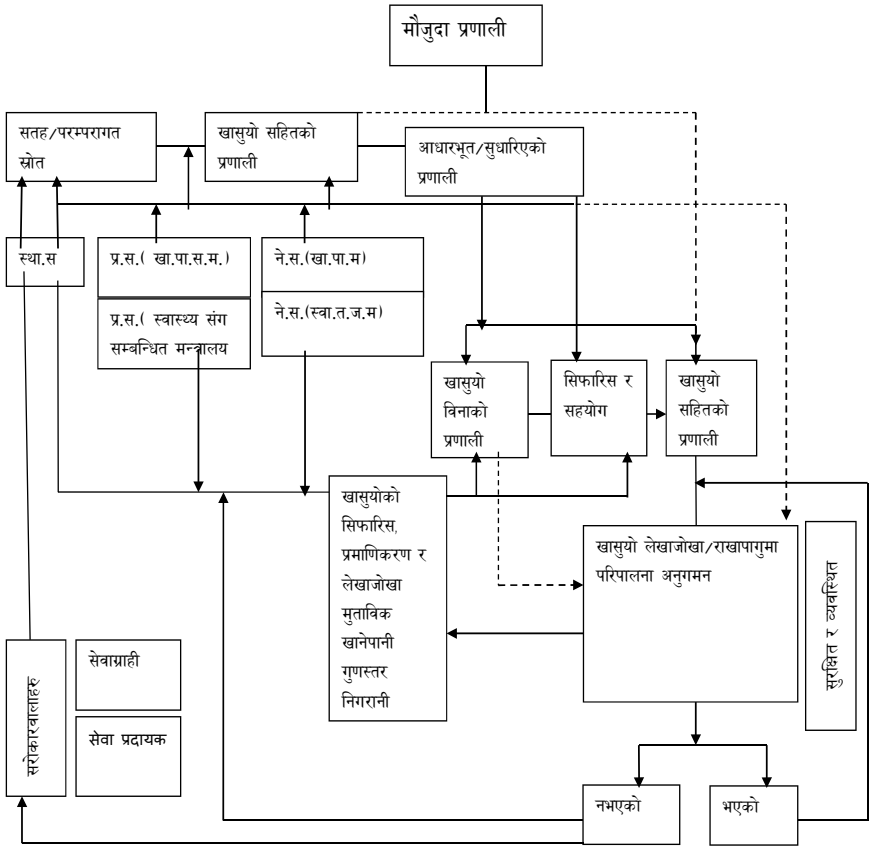 मौजुदा प्रणाली
सतह/परम्परागत
स्रोत
खासुयो सहितको
प्रणाली
आधारभूत/सुधारिएको
प्रणाली
स्था.स
प्र.स.( खा.पा.स.म.)
ने.स.(खा.पा.म)
प्र.स.( स्वास्थ्य संग
सम्बन्धित मन्त्रालय
ने.स.(स्वा.त.ज.म)
खासुयो
विनाको
प्रणाली
सिफारिस र
सहयोग
खासुयो
सहितको
प्रणाली
खासुयोको
सिफारिस,
प्रमाणिकरण र
लेखाजोखा
मुताविक
खानेपानी
गुणस्तर
निगरानी
खासुयो लेखाजोखा/राखापागुमा
परिपालना अनुगमन
सुरक्षित र व्यवस्थित
सरोकारवालाहरु
सेवाग्राही
सेवा प्रदायक
नभएको
भएको